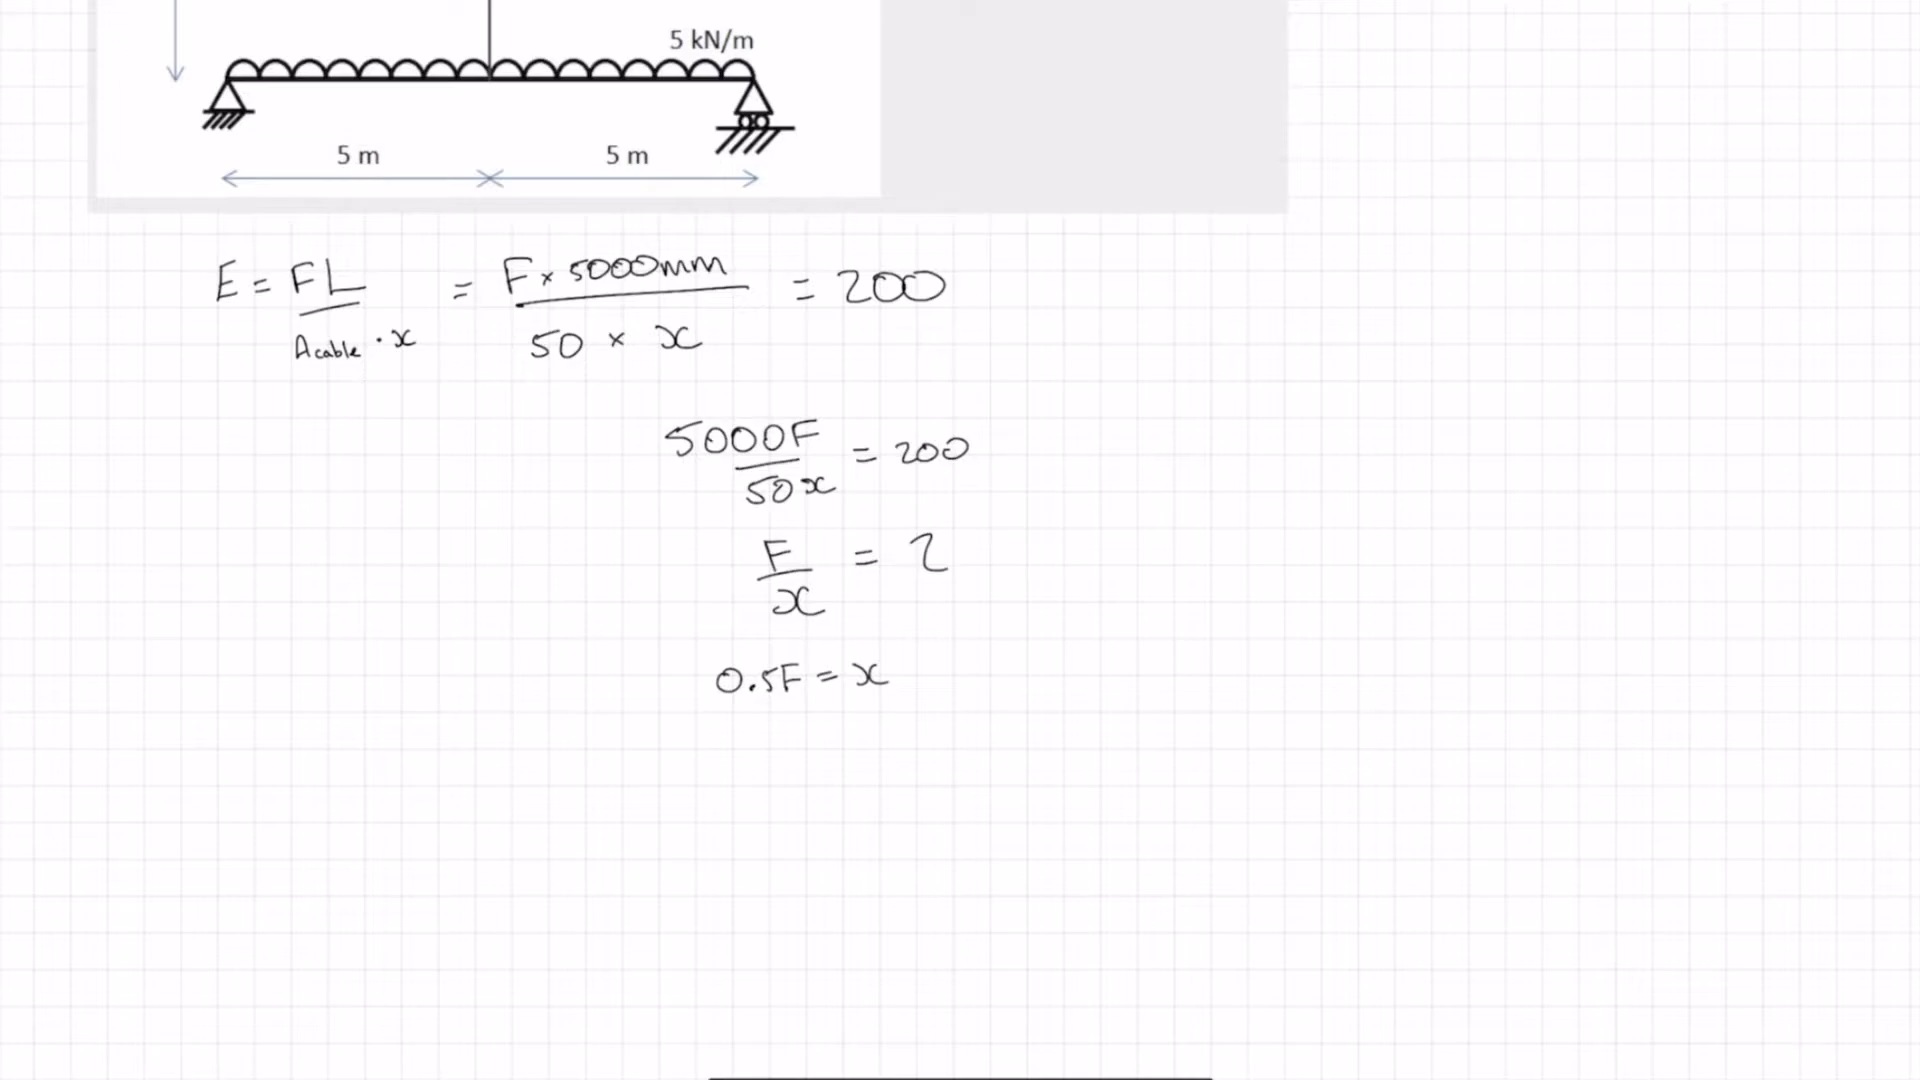 5 kN/m
5 m 5 m
E = FL / Acable · x = F × 5000mm / 50 × x = 200
5000F / 50x = 200
F / x = 2
0.5F = x